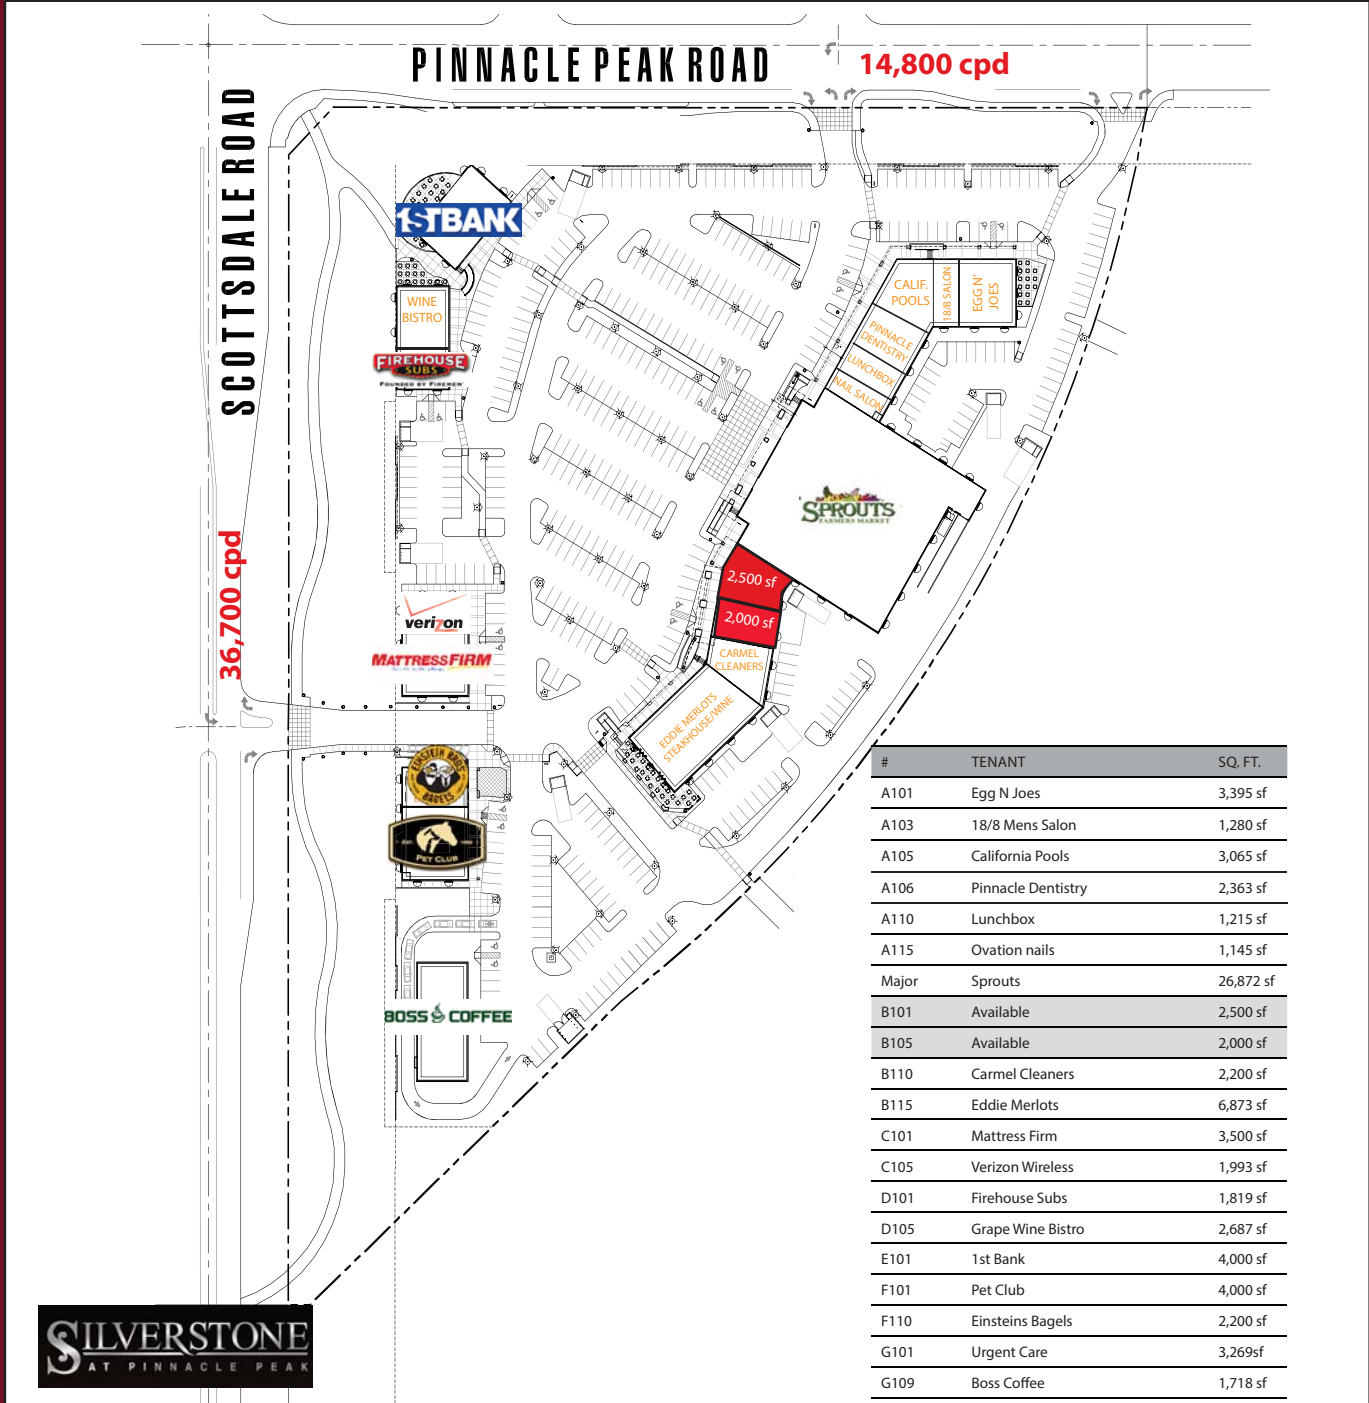 PINNACLE PEAK ROAD
14,800 cpd
SCOTTSDALE ROAD
36,700 cpd
1STBANK
WINE
BISTRO
FIREHOUSE
SUBS
FOUNDED BY FIREMEN
CALIF.
POOLS
18/8 SALON
EGG N'
JOES
PINNACLE
DENTISTRY
LUNCHBOX
NAIL SALON
SPROUTS
FARMERS MARKET
2,500 sf
2,000 sf
CARMEL
CLEANERS
EDDIE MERLOTS
STEAKHOUSE/WINE
verizon
MATTRESSFIRM
EINSTEIN BROS
BAGELS
PET CLUB
BOSS COFFEE
# TENANT SQ. FT.
A101 Egg N Joes 3,395 sf
A103 18/8 Mens Salon 1,280 sf
A105 California Pools 3,065 sf
A106 Pinnacle Dentistry 2,363 sf
A110 Lunchbox 1,215 sf
A115 Ovation nails 1,145 sf
Major Sprouts 26,872 sf
B101 Available 2,500 sf
B105 Available 2,000 sf
B110 Carmel Cleaners 2,200 sf
B115 Eddie Merlots 6,873 sf
C101 Mattress Firm 3,500 sf
C105 Verizon Wireless 1,993 sf
D101 Firehouse Subs 1,819 sf
D105 Grape Wine Bistro 2,687 sf
E101 1st Bank 4,000 sf
F101 Pet Club 4,000 sf
F110 Einsteins Bagels 2,200 sf
G101 Urgent Care 3,269sf
G109 Boss Coffee 1,718 sf
SILVERSTONE
AT PINNACLE PEAK